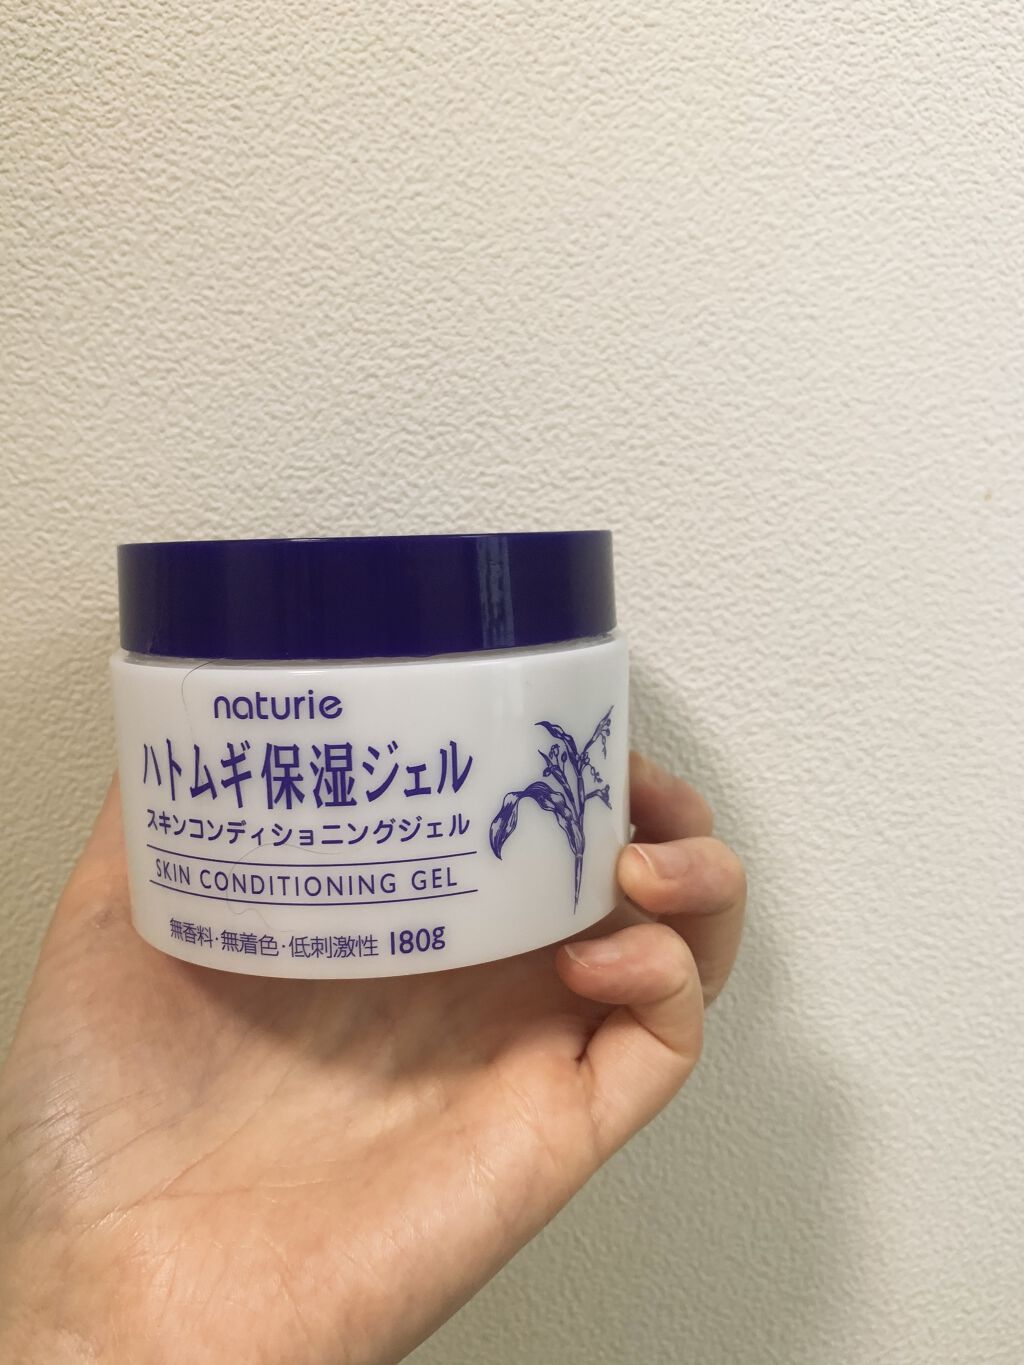 naturie
ハトムギ保湿ジェル
スキンコンディショニングジェル
SKIN CONDITIONING GEL
無香料・無着色・低刺激性 180g